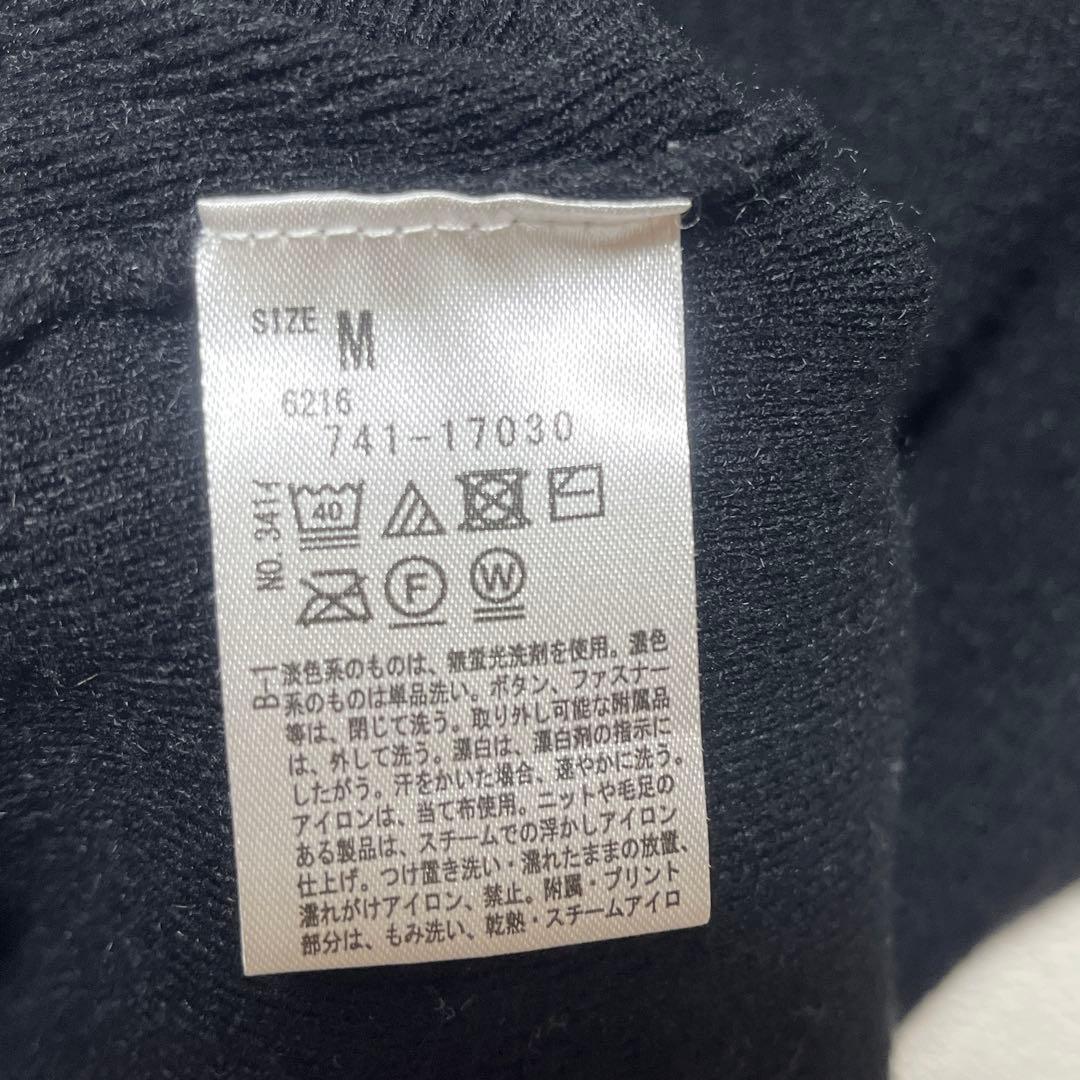 SIZE M
6216
741-17030
NO.3414
40
F
W
B-1
淡色系のものは、無蛍光洗剤を使用。濃色
系のものは単品洗い。ボタン、ファスナー
等は、閉じて洗う。取り外し可能な附属品
は、外して洗う。漂白は、漂白剤の指示に
したがう。汗をかいた場合、速やかに洗う。
アイロンは、当て布使用。ニットや毛足の
ある製品は、スチームでの浮かしアイロン
仕上げ。つけ置き洗い・濡れたままの放置、
濡れがけアイロン、禁止。附属・プリント
部分は、もみ洗い、乾熱・スチームアイロ